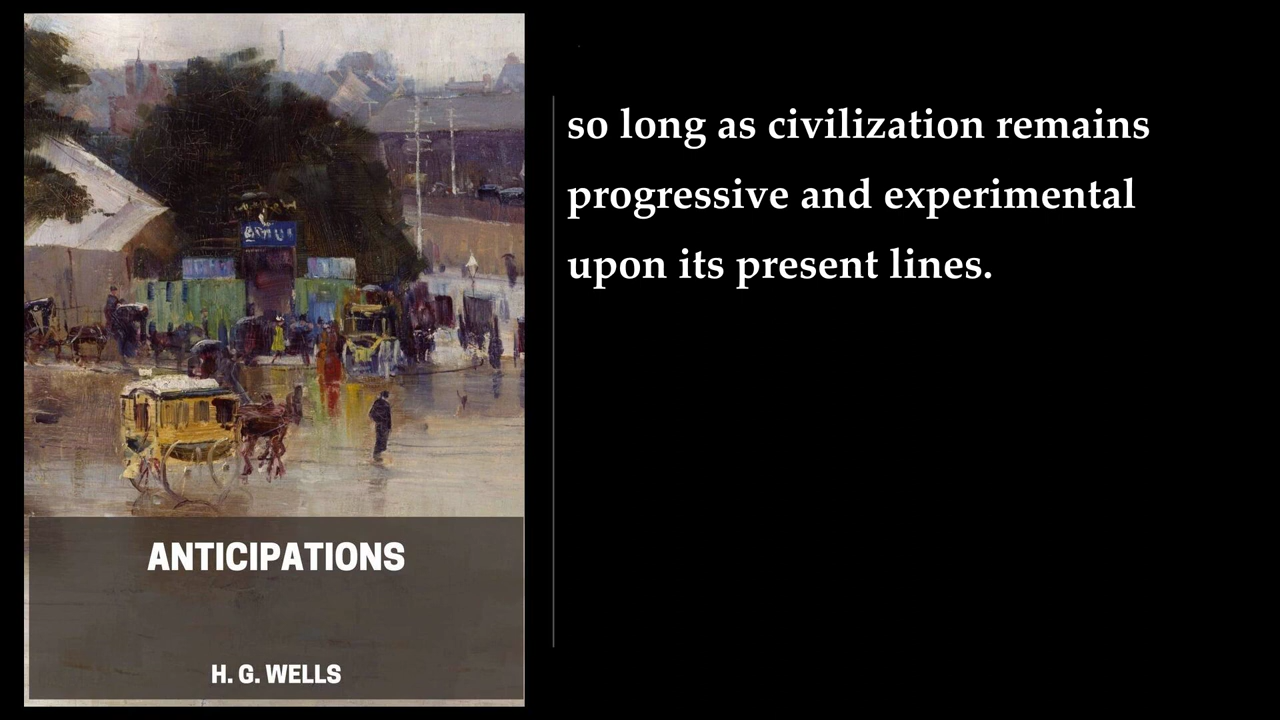 ANTICIPATIONS
H. G. WELLS
so long as civilization remains
progressive and experimental
upon its present lines.